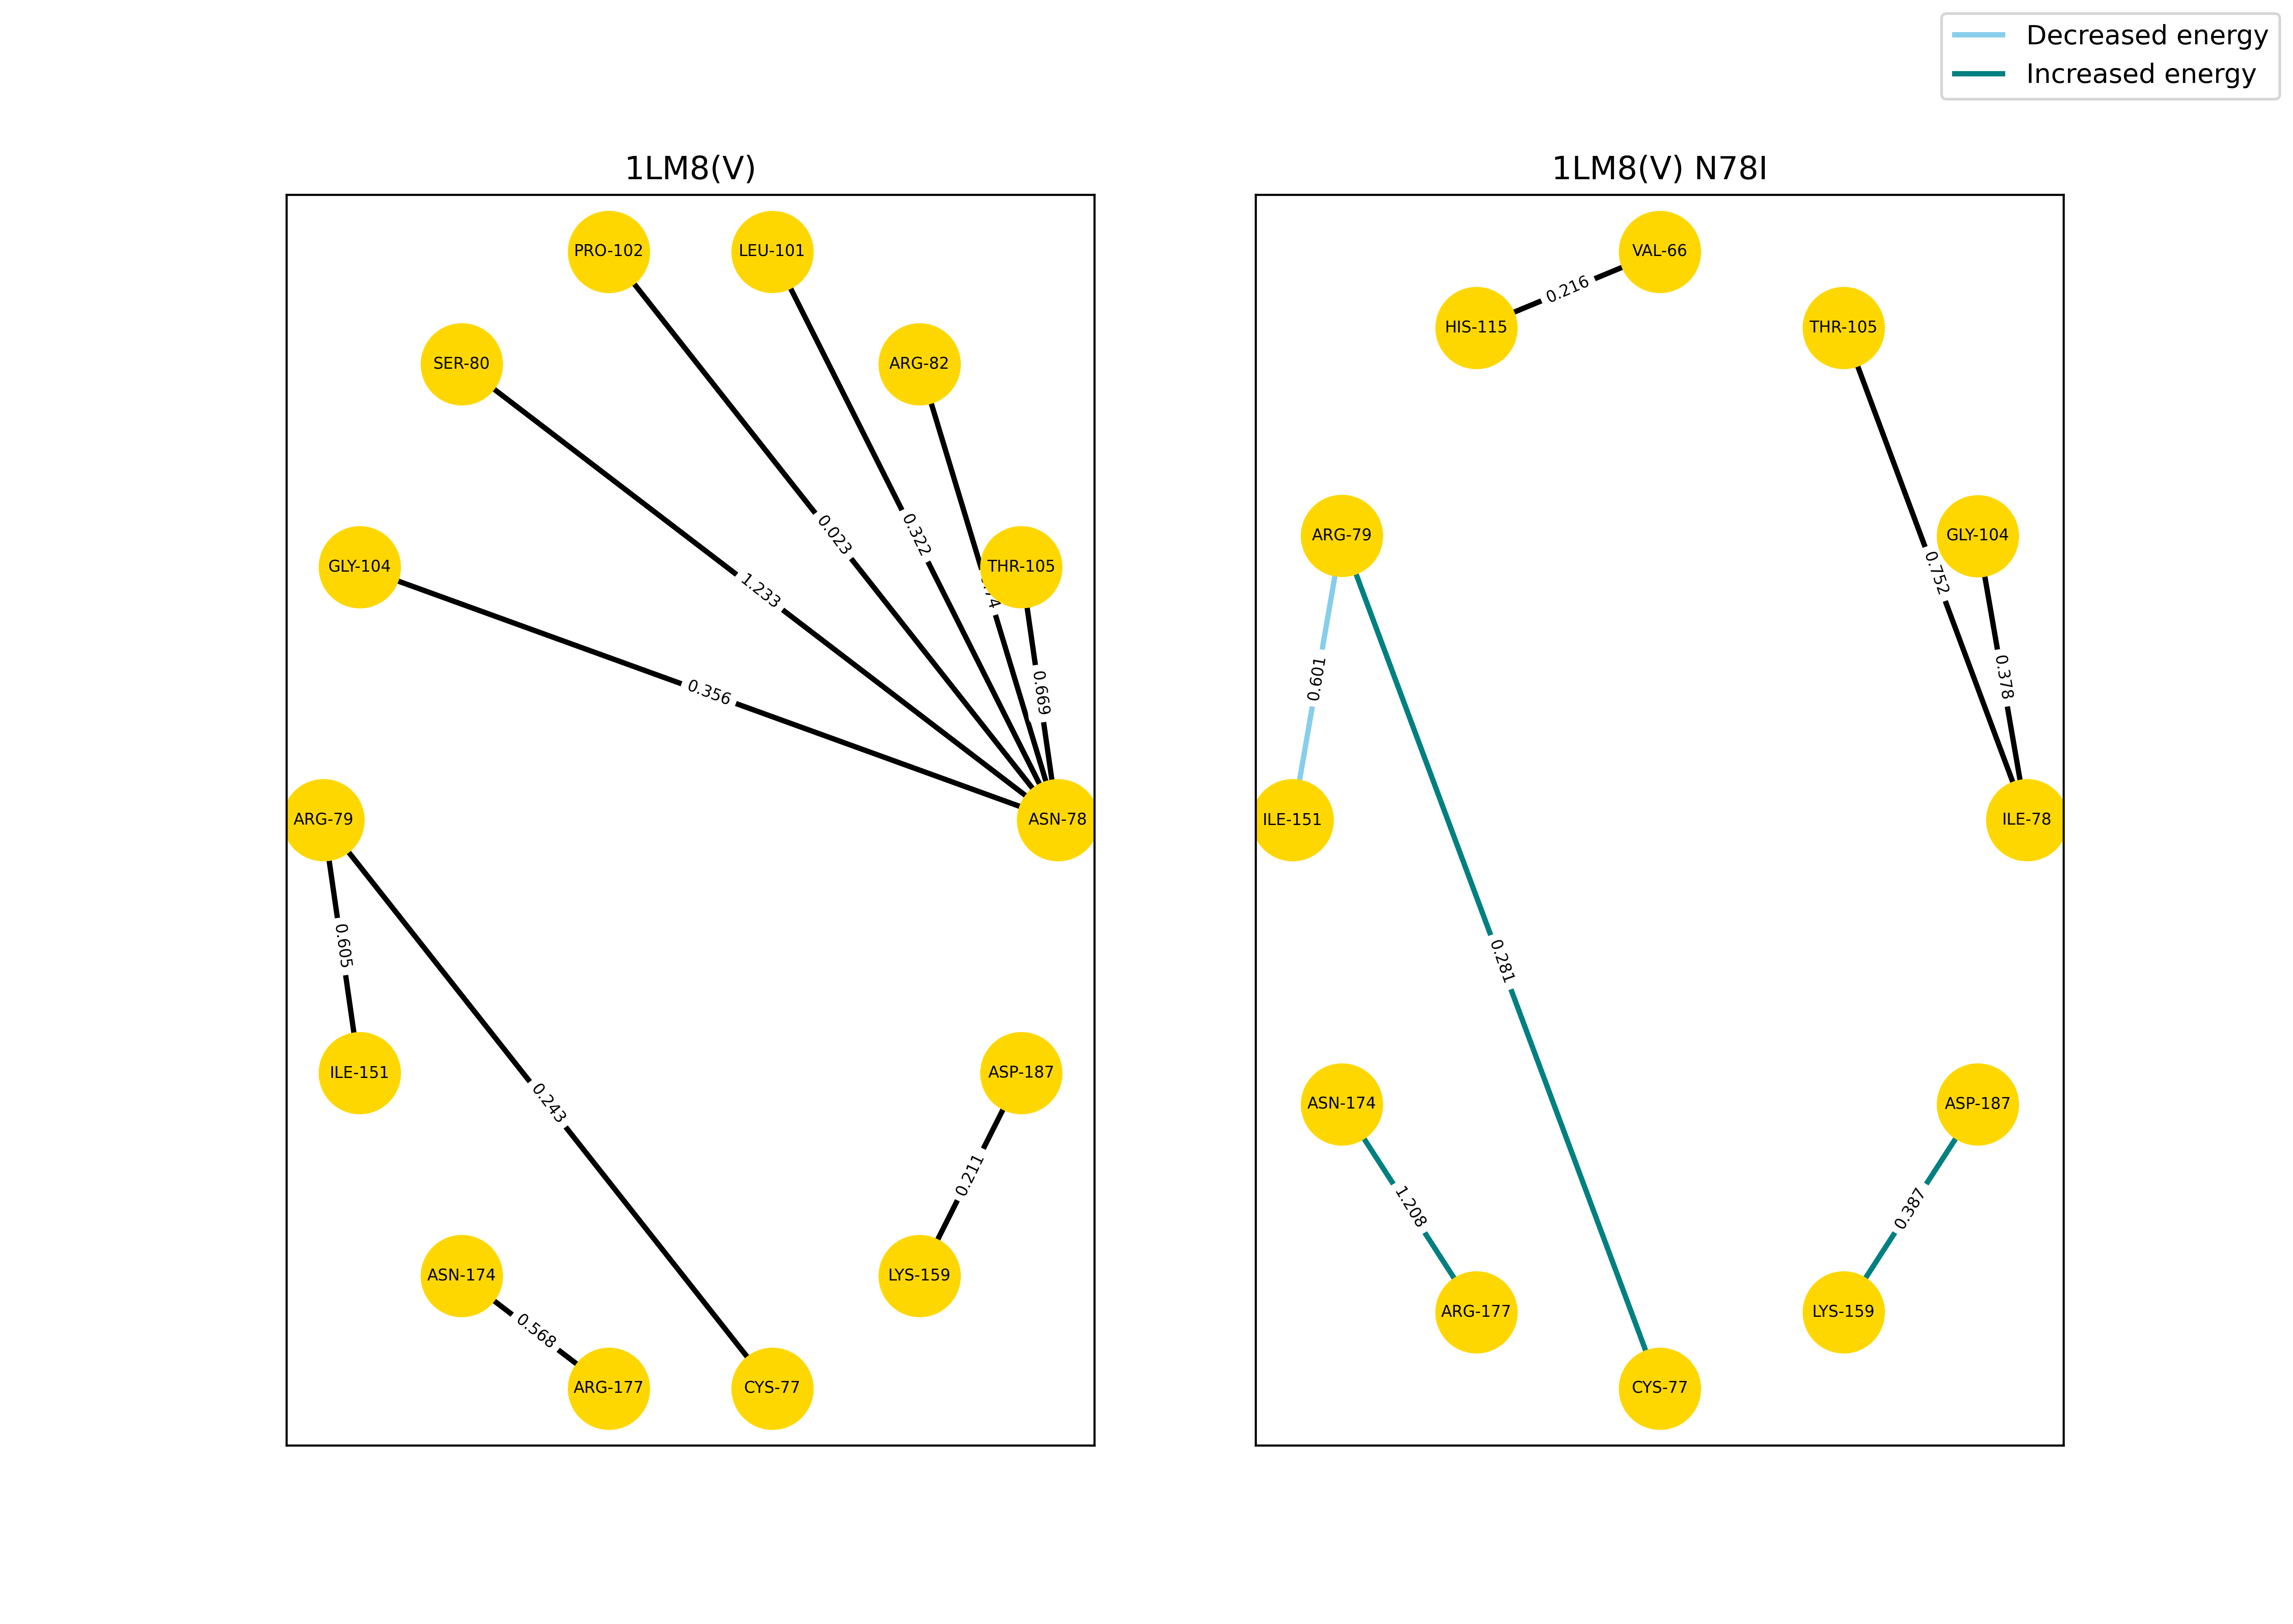 Decreased energy
Increased energy
1LM8(V)
PRO-102
LEU-101
SER-80
ARG-82
GLY-104
THR-105
0.023
0.322
1.233
0.356
0.669
ARG-79
ASN-78
0.605
ILE-151
ASP-187
0.243
0.211
ASN-174
LYS-159
0.568
ARG-177
CYS-77
1LM8(V) N78I
VAL-66
0.216
HIS-115
THR-105
ARG-79
GLY-104
0.752
0.601
0.378
ILE-151
ILE-78
0.281
ASN-174
ASP-187
1.208
0.387
ARG-177
LYS-159
CYS-77